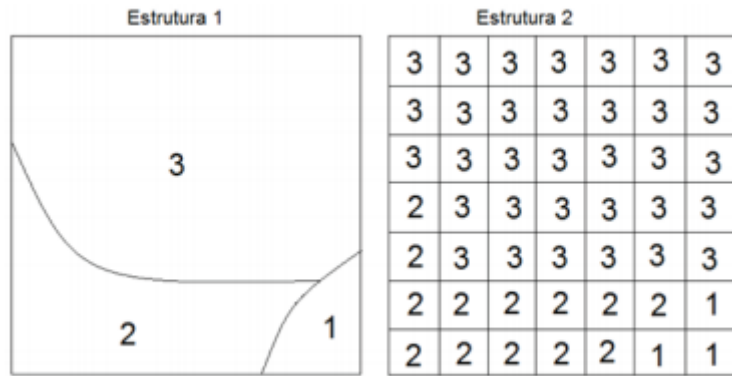 Estrutura 1
3
2
1
Estrutura 2
3 3 3 3 3 3 3
3 3 3 3 3 3 3
3 3 3 3 3 3 3
2 3 3 3 3 3 3
2 3 3 3 3 3 3
2 2 2 2 2 2 1
2 2 2 2 2 1 1